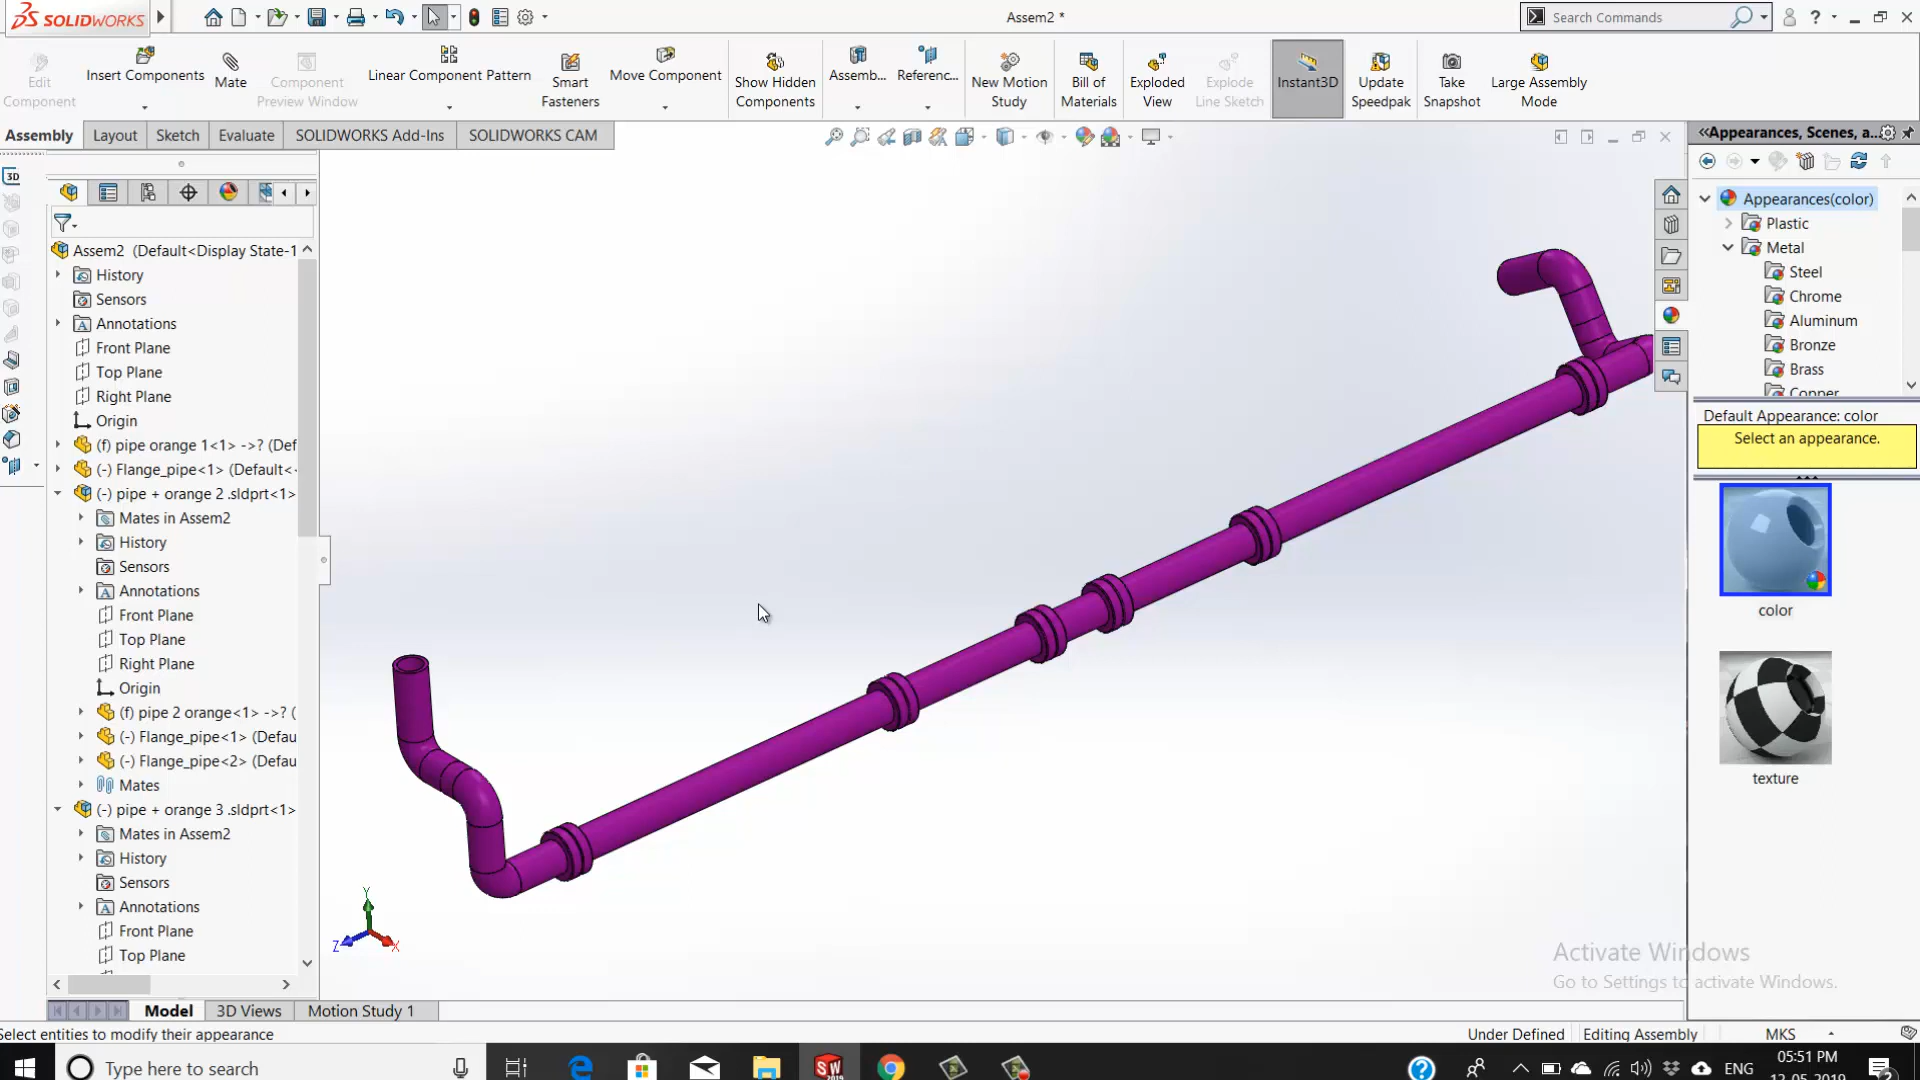 SOLIDWORKS
Assem2 *
Search Commands
Edit Component
Insert Components
Mate
Component Preview Window
Linear Component Pattern
Smart Fasteners
Move Component
Show Hidden Components
Assemb...
Referenc...
New Motion Study
Bill of Materials
Exploded View
Explode Line Sketch
Instant3D
Update Speedpak
Take Snapshot
Large Assembly Mode
Assembly
Layout
Sketch
Evaluate
SOLIDWORKS Add-Ins
SOLIDWORKS CAM
Assem2 (Default<Display State-1
History
Sensors
Annotations
Front Plane
Top Plane
Right Plane
Origin
(f) pipe orange 1<1> ->? (Def
(-) Flange_pipe<1> (Default<
(-) pipe + orange 2 .sldprt<1>
Mates in Assem2
History
Sensors
Annotations
Front Plane
Top Plane
Right Plane
Origin
(f) pipe 2 orange<1> ->? (
(-) Flange_pipe<1> (Defau
(-) Flange_pipe<2> (Defau
Mates
(-) pipe + orange 3 .sldprt<1>
Mates in Assem2
History
Sensors
Annotations
Front Plane
Top Plane
Y
Z
X
Appearances, Scenes, a...
Appearances(color)
Plastic
Metal
Steel
Chrome
Aluminum
Bronze
Brass
Copper
Default Appearance: color
Select an appearance.
color
texture
Activate Windows
Go to Settings to activate Windows.
Model
3D Views
Motion Study 1
Select entities to modify their appearance
Under Defined
Editing Assembly
MKS
Type here to search
ENG
05:51 PM
12-05-2019